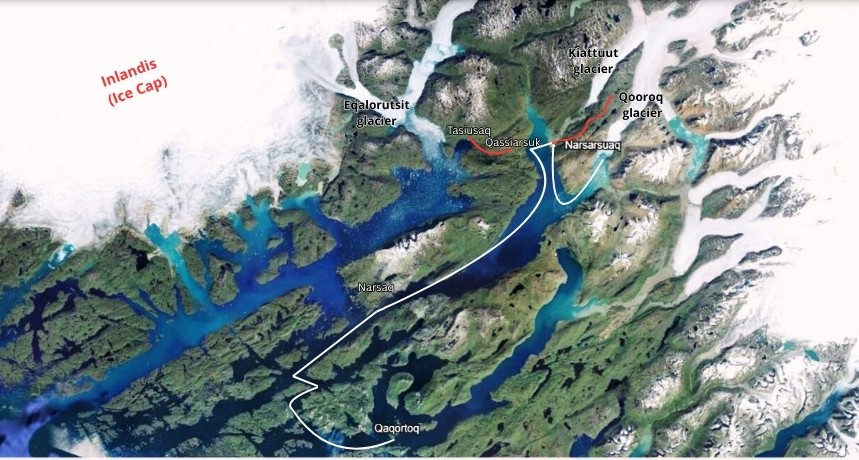 Inlandis
(Ice Cap)
Kiattuut
glacier
Qooroq
glacier
Eqalorutsit
glacier
Tasiusaq
Qassiarsuk
Narsarsuaq
Narsaq
Qaqortoq